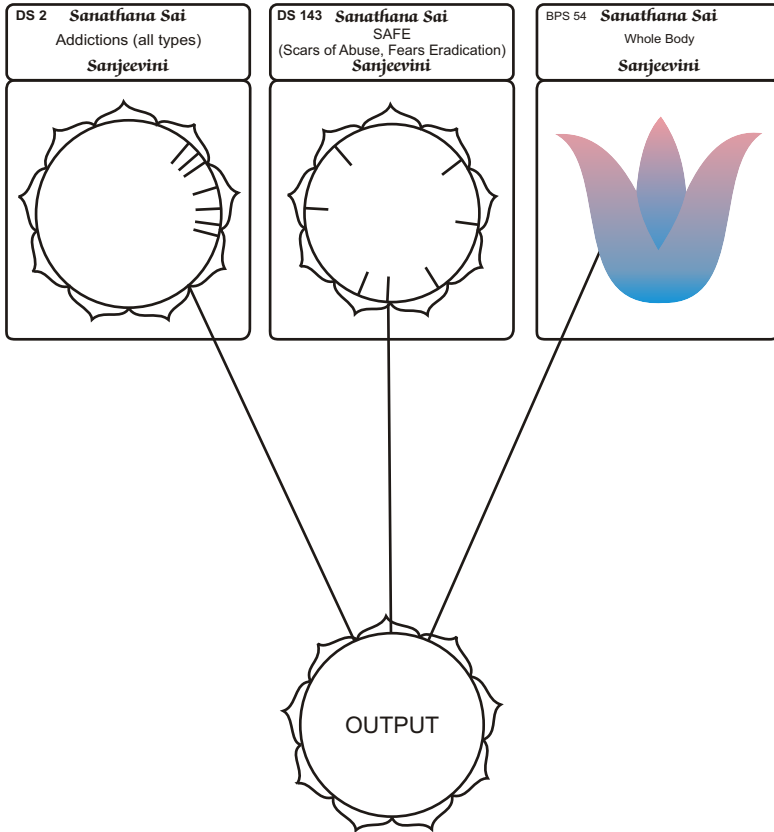 DS 2 Sanathana Sai
Addictions (all types)
Sanjeevini
DS 143 Sanathana Sai
SAFE
(Scars of Abuse, Fears Eradication)
Sanjeevini
BPS 54 Sanathana Sai
Whole Body
Sanjeevini
OUTPUT